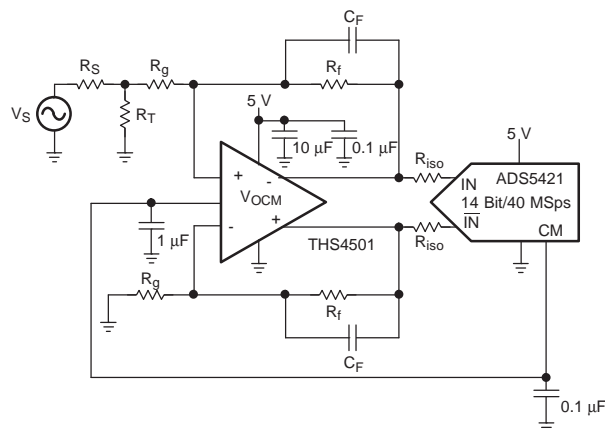 C_F
R_S
R_g
R_f
V_S
R_T
5 V
10 µF
0.1 µF
5 V
R_iso
+
-
V_OCM
-
+
IN
ADS5421
14 Bit/40 MSps
IN
CM
1 µF
THS4501
R_iso
R_g
R_f
C_F
0.1 µF